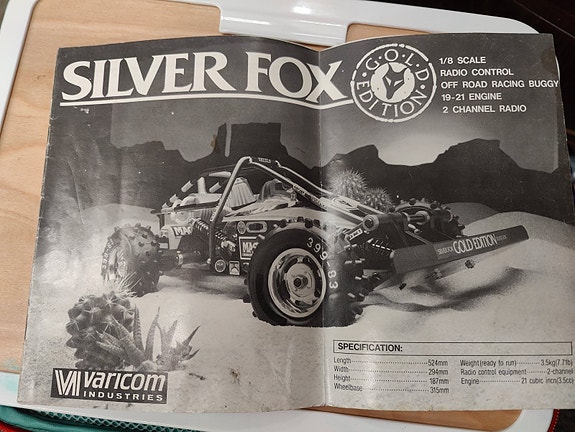 SILVER FOX
GOLD EDITION
1/8 SCALE
RADIO CONTROL
OFF ROAD RACING BUGGY
19-21 ENGINE
2 CHANNEL RADIO
GOLD EDITION
SPECIFICATION:
Length 524mm
Width 294mm
Height 187mm
Wheelbase 315mm
Weight(ready to run) 3.5kg(7.71lb)
Radio control equipment 2-channel
Engine 21 cubic inch(3.5cc)
varicom
INDUSTRIES